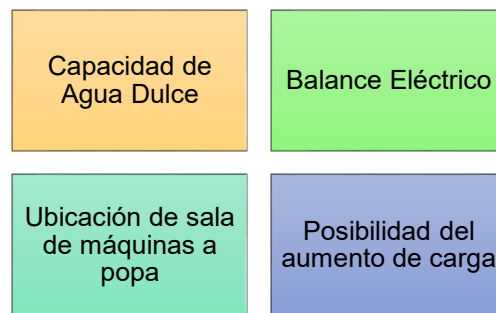 Capacidad de
Agua Dulce
Balance Eléctrico
Ubicación de sala
de máquinas a
popa
Posibilidad del
aumento de carga